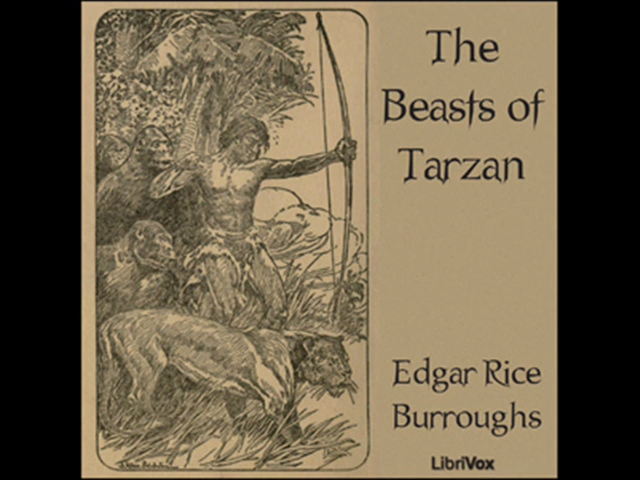 The
Beasts of
Tarzan
Edgar Rice
Burroughs
LibriVox